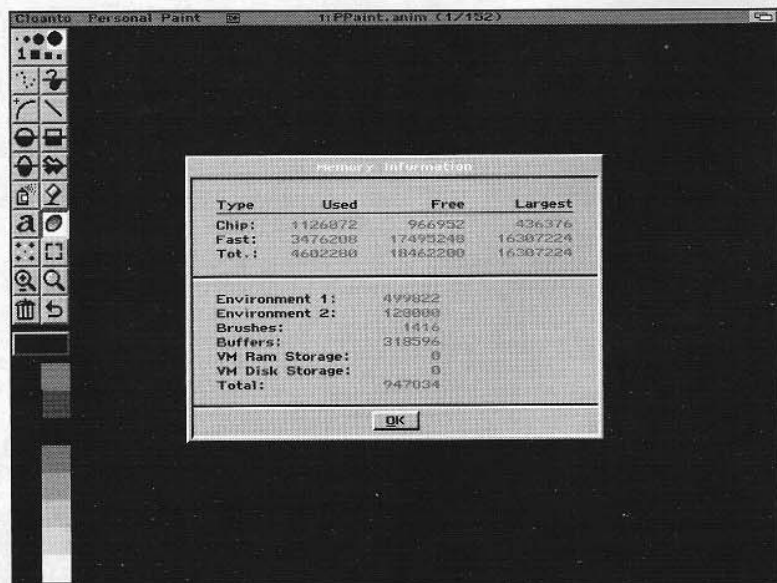 Cloanto Personal Paint 1:PPaint.anim (1/152)
1
a
Memory Information
Type Used Free Largest
Chip: 1126072 966952 436376
Fast: 3476208 17495248 16307224
Tot.: 4602280 18462200 16307224
Environment 1: 499022
Environment 2: 128000
Brushes: 1416
Buffers: 318596
VM Ram Storage: 0
VM Disk Storage: 0
Total: 947034
OK